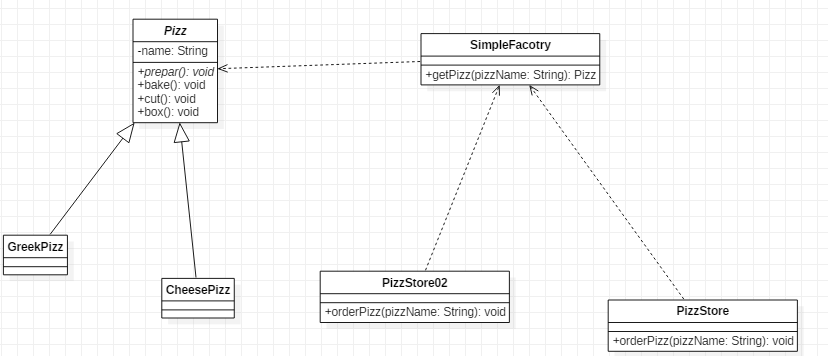 Pizz
-name: String
+prepar(): void
+bake(): void
+cut(): void
+box(): void
SimpleFacotry
+getPizz(pizzName: String): Pizz
GreekPizz
CheesePizz
PizzStore02
+orderPizz(pizzName: String): void
PizzStore
+orderPizz(pizzName: String): void